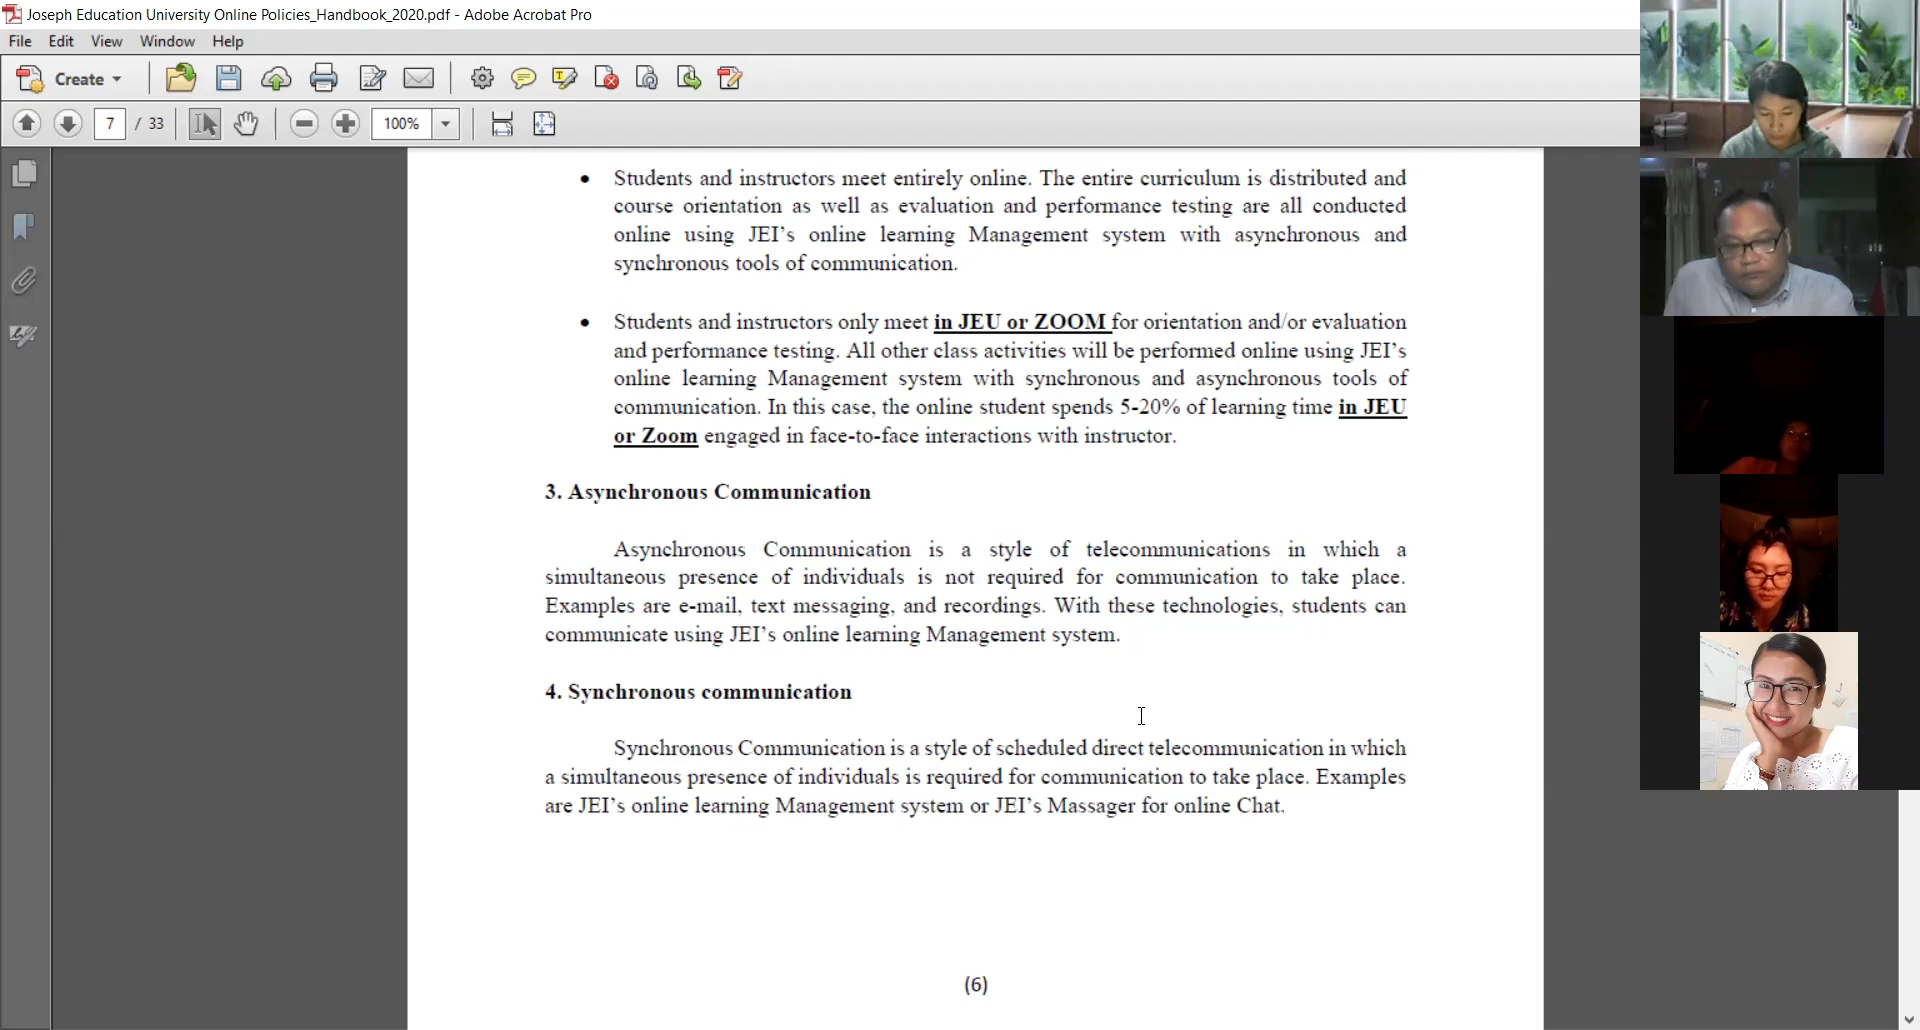 Joseph Education University Online Policies_Handbook_2020.pdf - Adobe Acrobat Pro
File Edit View Window Help
Create
7 / 33 100%
• Students and instructors meet entirely online. The entire curriculum is distributed and
course orientation as well as evaluation and performance testing are all conducted
online using JEI’s online learning Management system with asynchronous and
synchronous tools of communication.
• Students and instructors only meet in JEU or ZOOM for orientation and/or evaluation
and performance testing. All other class activities will be performed online using JEI’s
online learning Management system with synchronous and asynchronous tools of
communication. In this case, the online student spends 5-20% of learning time in JEU
or Zoom engaged in face-to-face interactions with instructor.
3. Asynchronous Communication
Asynchronous Communication is a style of telecommunications in which a
simultaneous presence of individuals is not required for communication to take place.
Examples are e-mail, text messaging, and recordings. With these technologies, students can
communicate using JEI’s online learning Management system.
4. Synchronous communication
Synchronous Communication is a style of scheduled direct telecommunication in which
a simultaneous presence of individuals is required for communication to take place. Examples
are JEI’s online learning Management system or JEI’s Massager for online Chat.
(6)